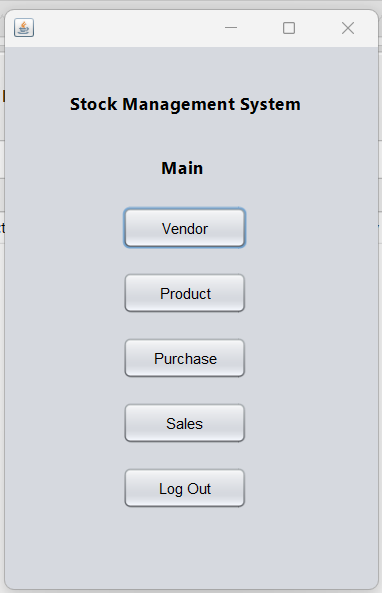 Stock Management System
Main
Vendor
Product
Purchase
Sales
Log Out